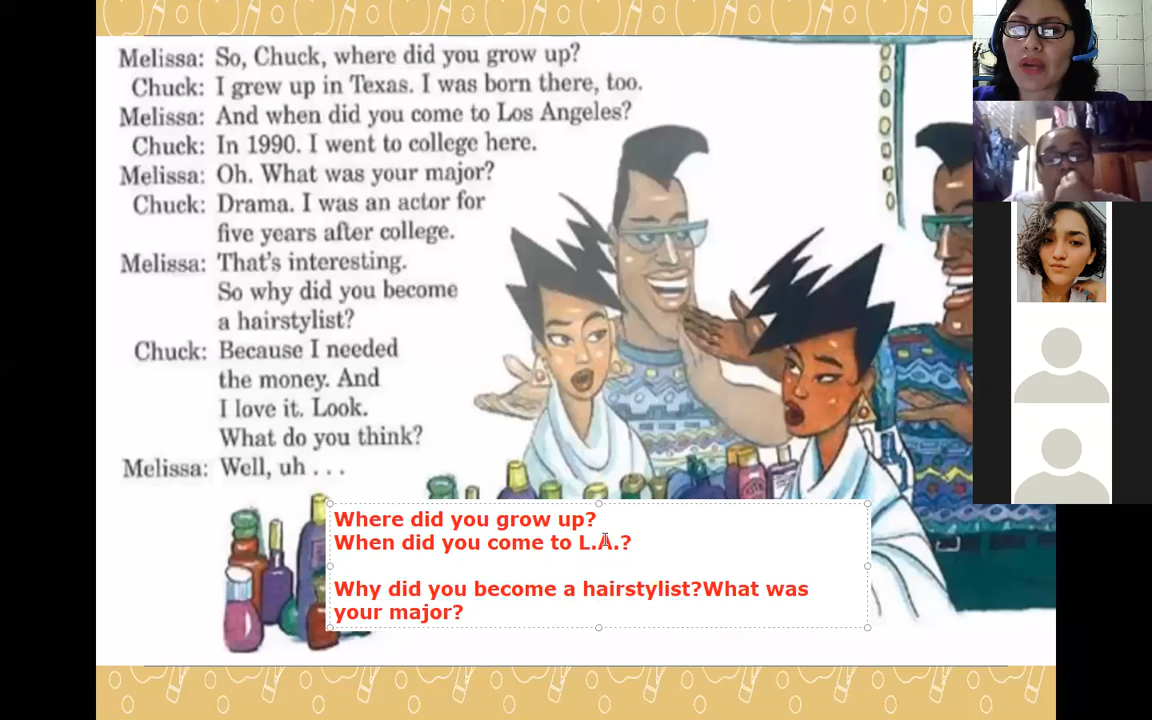 Melissa: So, Chuck, where did you grow up?
Chuck: I grew up in Texas. I was born there, too.
Melissa: And when did you come to Los Angeles?
Chuck: In 1990. I went to college here.
Melissa: Oh. What was your major?
Chuck: Drama. I was an actor for
five years after college.
Melissa: That's interesting.
So why did you become
a hairstylist?
Chuck: Because I needed
the money. And
I love it. Look.
What do you think?
Melissa: Well, uh . . .
Where did you grow up?
When did you come to L.A.?
Why did you become a hairstylist?What was
your major?